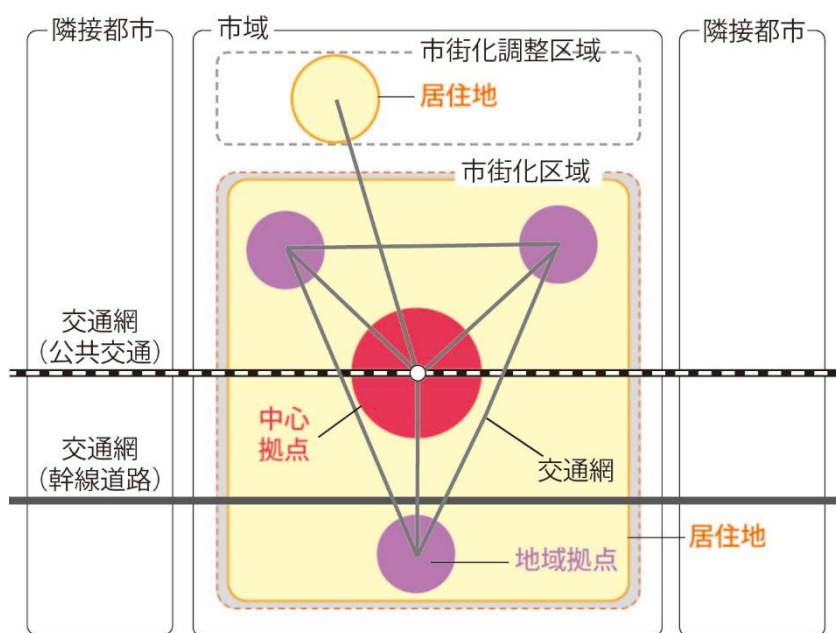 隣接都市
市域
隣接都市
市街化調整区域
居住地
市街化区域
交通網
（公共交通）
中心
拠点
交通網
（幹線道路）
交通網
居住地
地域拠点